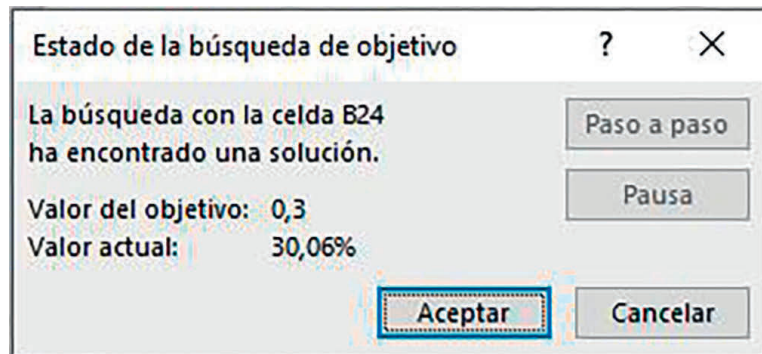 Estado de la búsqueda de objetivo ? X
La búsqueda con la celda B24
ha encontrado una solución.
Paso a paso
Pausa
Valor del objetivo: 0,3
Valor actual: 30,06%
Aceptar Cancelar